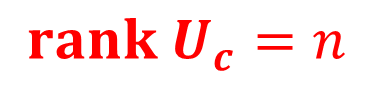 rank U_c = n